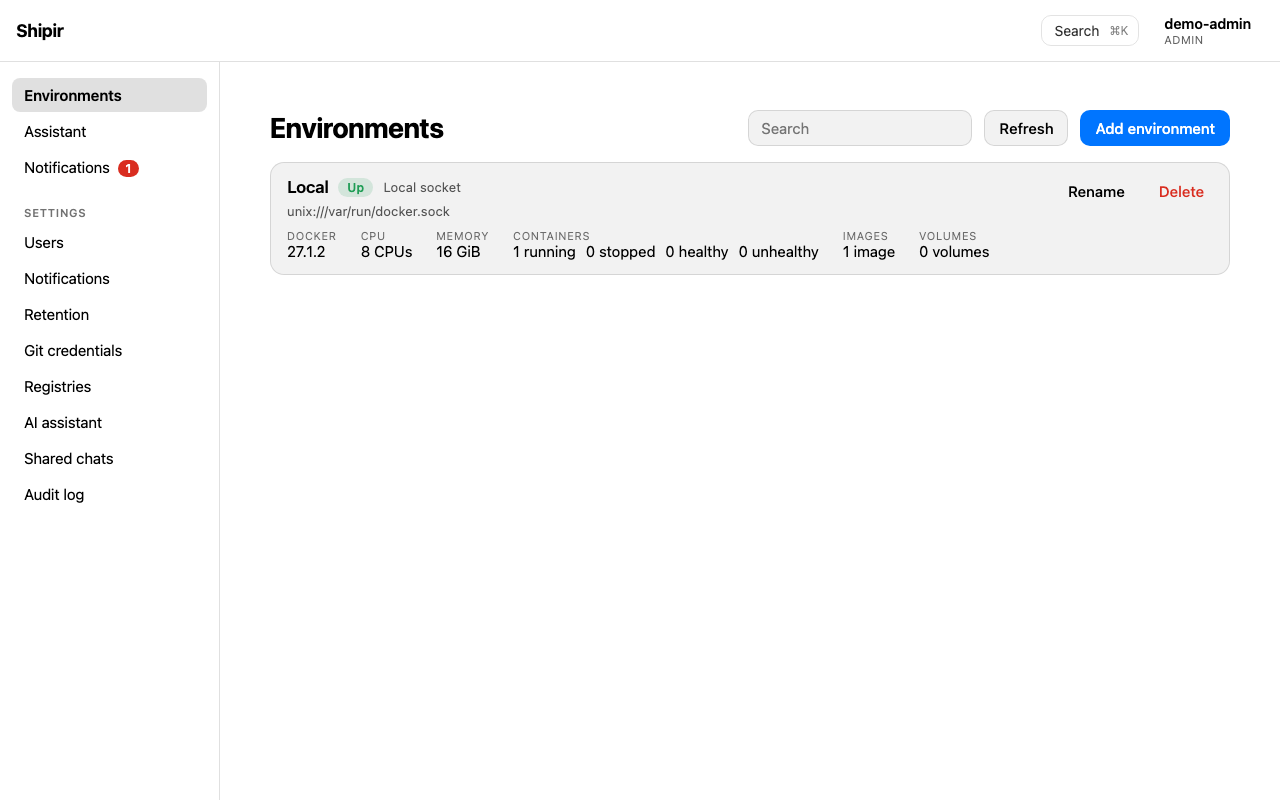 Shipir
Search ⌘K
demo-admin
ADMIN
Environments
Assistant
Notifications 1
SETTINGS
Users
Notifications
Retention
Git credentials
Registries
AI assistant
Shared chats
Audit log
Environments
Search
Refresh
Add environment
Local Up Local socket
Rename Delete
unix:///var/run/docker.sock
DOCKER CPU MEMORY CONTAINERS IMAGES VOLUMES
27.1.2 8 CPUs 16 GiB 1 running 0 stopped 0 healthy 0 unhealthy 1 image 0 volumes